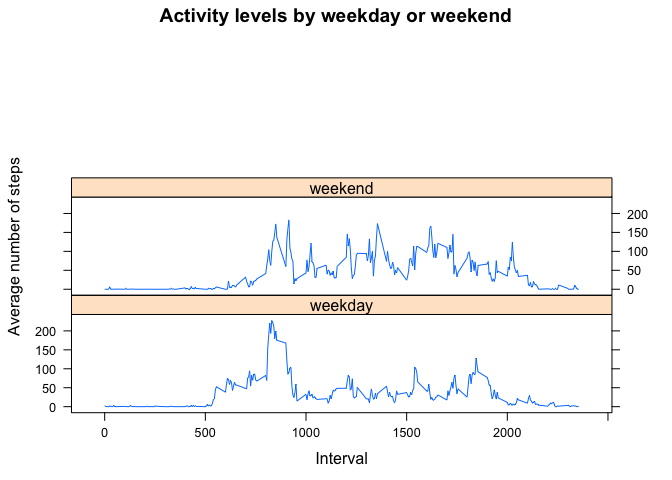 Activity levels by weekday or weekend
Average number of steps
weekend
200
150
100
50
0
weekday
200
150
100
50
0
0 500 1000 1500 2000
Interval